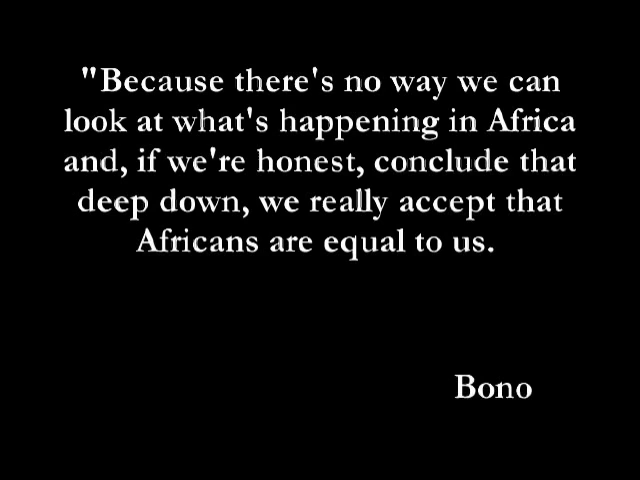 "Because there's no way we can
look at what's happening in Africa
and, if we're honest, conclude that
deep down, we really accept that
Africans are equal to us.
Bono